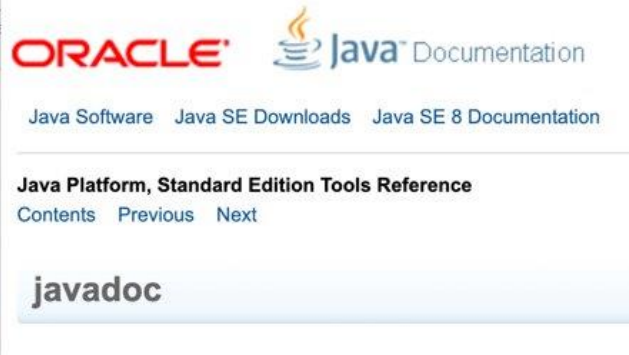 ORACLE Java™ Documentation
Java Software Java SE Downloads Java SE 8 Documentation
Java Platform, Standard Edition Tools Reference
Contents Previous Next
javadoc